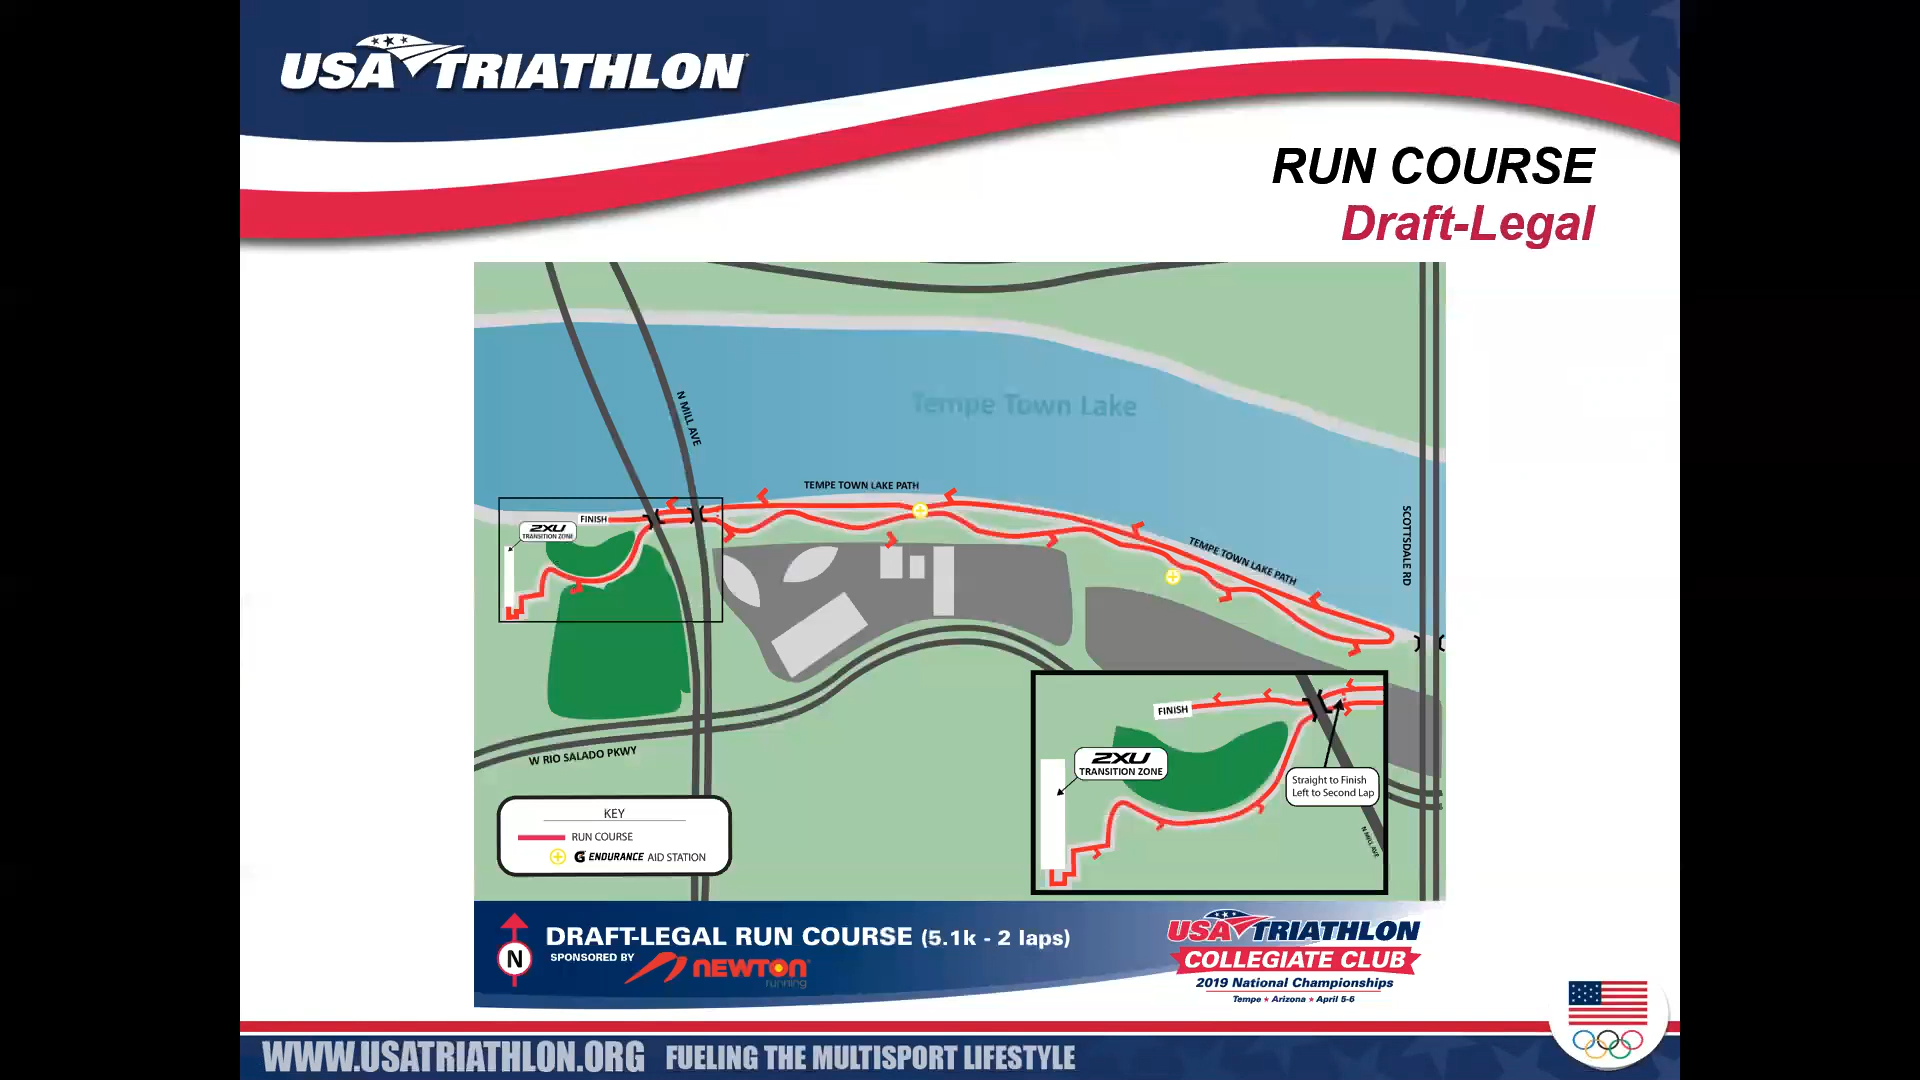 USA TRIATHLON
RUN COURSE
Draft-Legal
Tempe Town Lake
N MILL AVE
TEMPE TOWN LAKE PATH
FINISH
2XU
TRANSITION ZONE
TEMPE TOWN LAKE PATH
SCOTTSDALE RD
W RIO SALADO PKWY
FINISH
2XU
TRANSITION ZONE
Straight to Finish
Left to Second Lap
N MILL AVE
KEY
RUN COURSE
G ENDURANCE AID STATION
N
DRAFT-LEGAL RUN COURSE (5.1k - 2 laps)
SPONSORED BY
NEWTON
running
USA TRIATHLON
COLLEGIATE CLUB
2019 National Championships
Tempe ★ Arizona ★ April 5-6
WWW.USATRIATHLON.ORG FUELING THE MULTISPORT LIFESTYLE